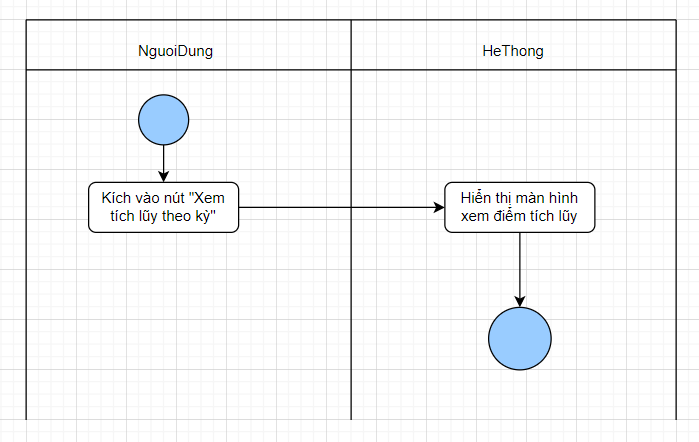 NguoiDung
HeThong
Kích vào nút "Xem
tích lũy theo kỳ"
Hiển thị màn hình
xem điểm tích lũy